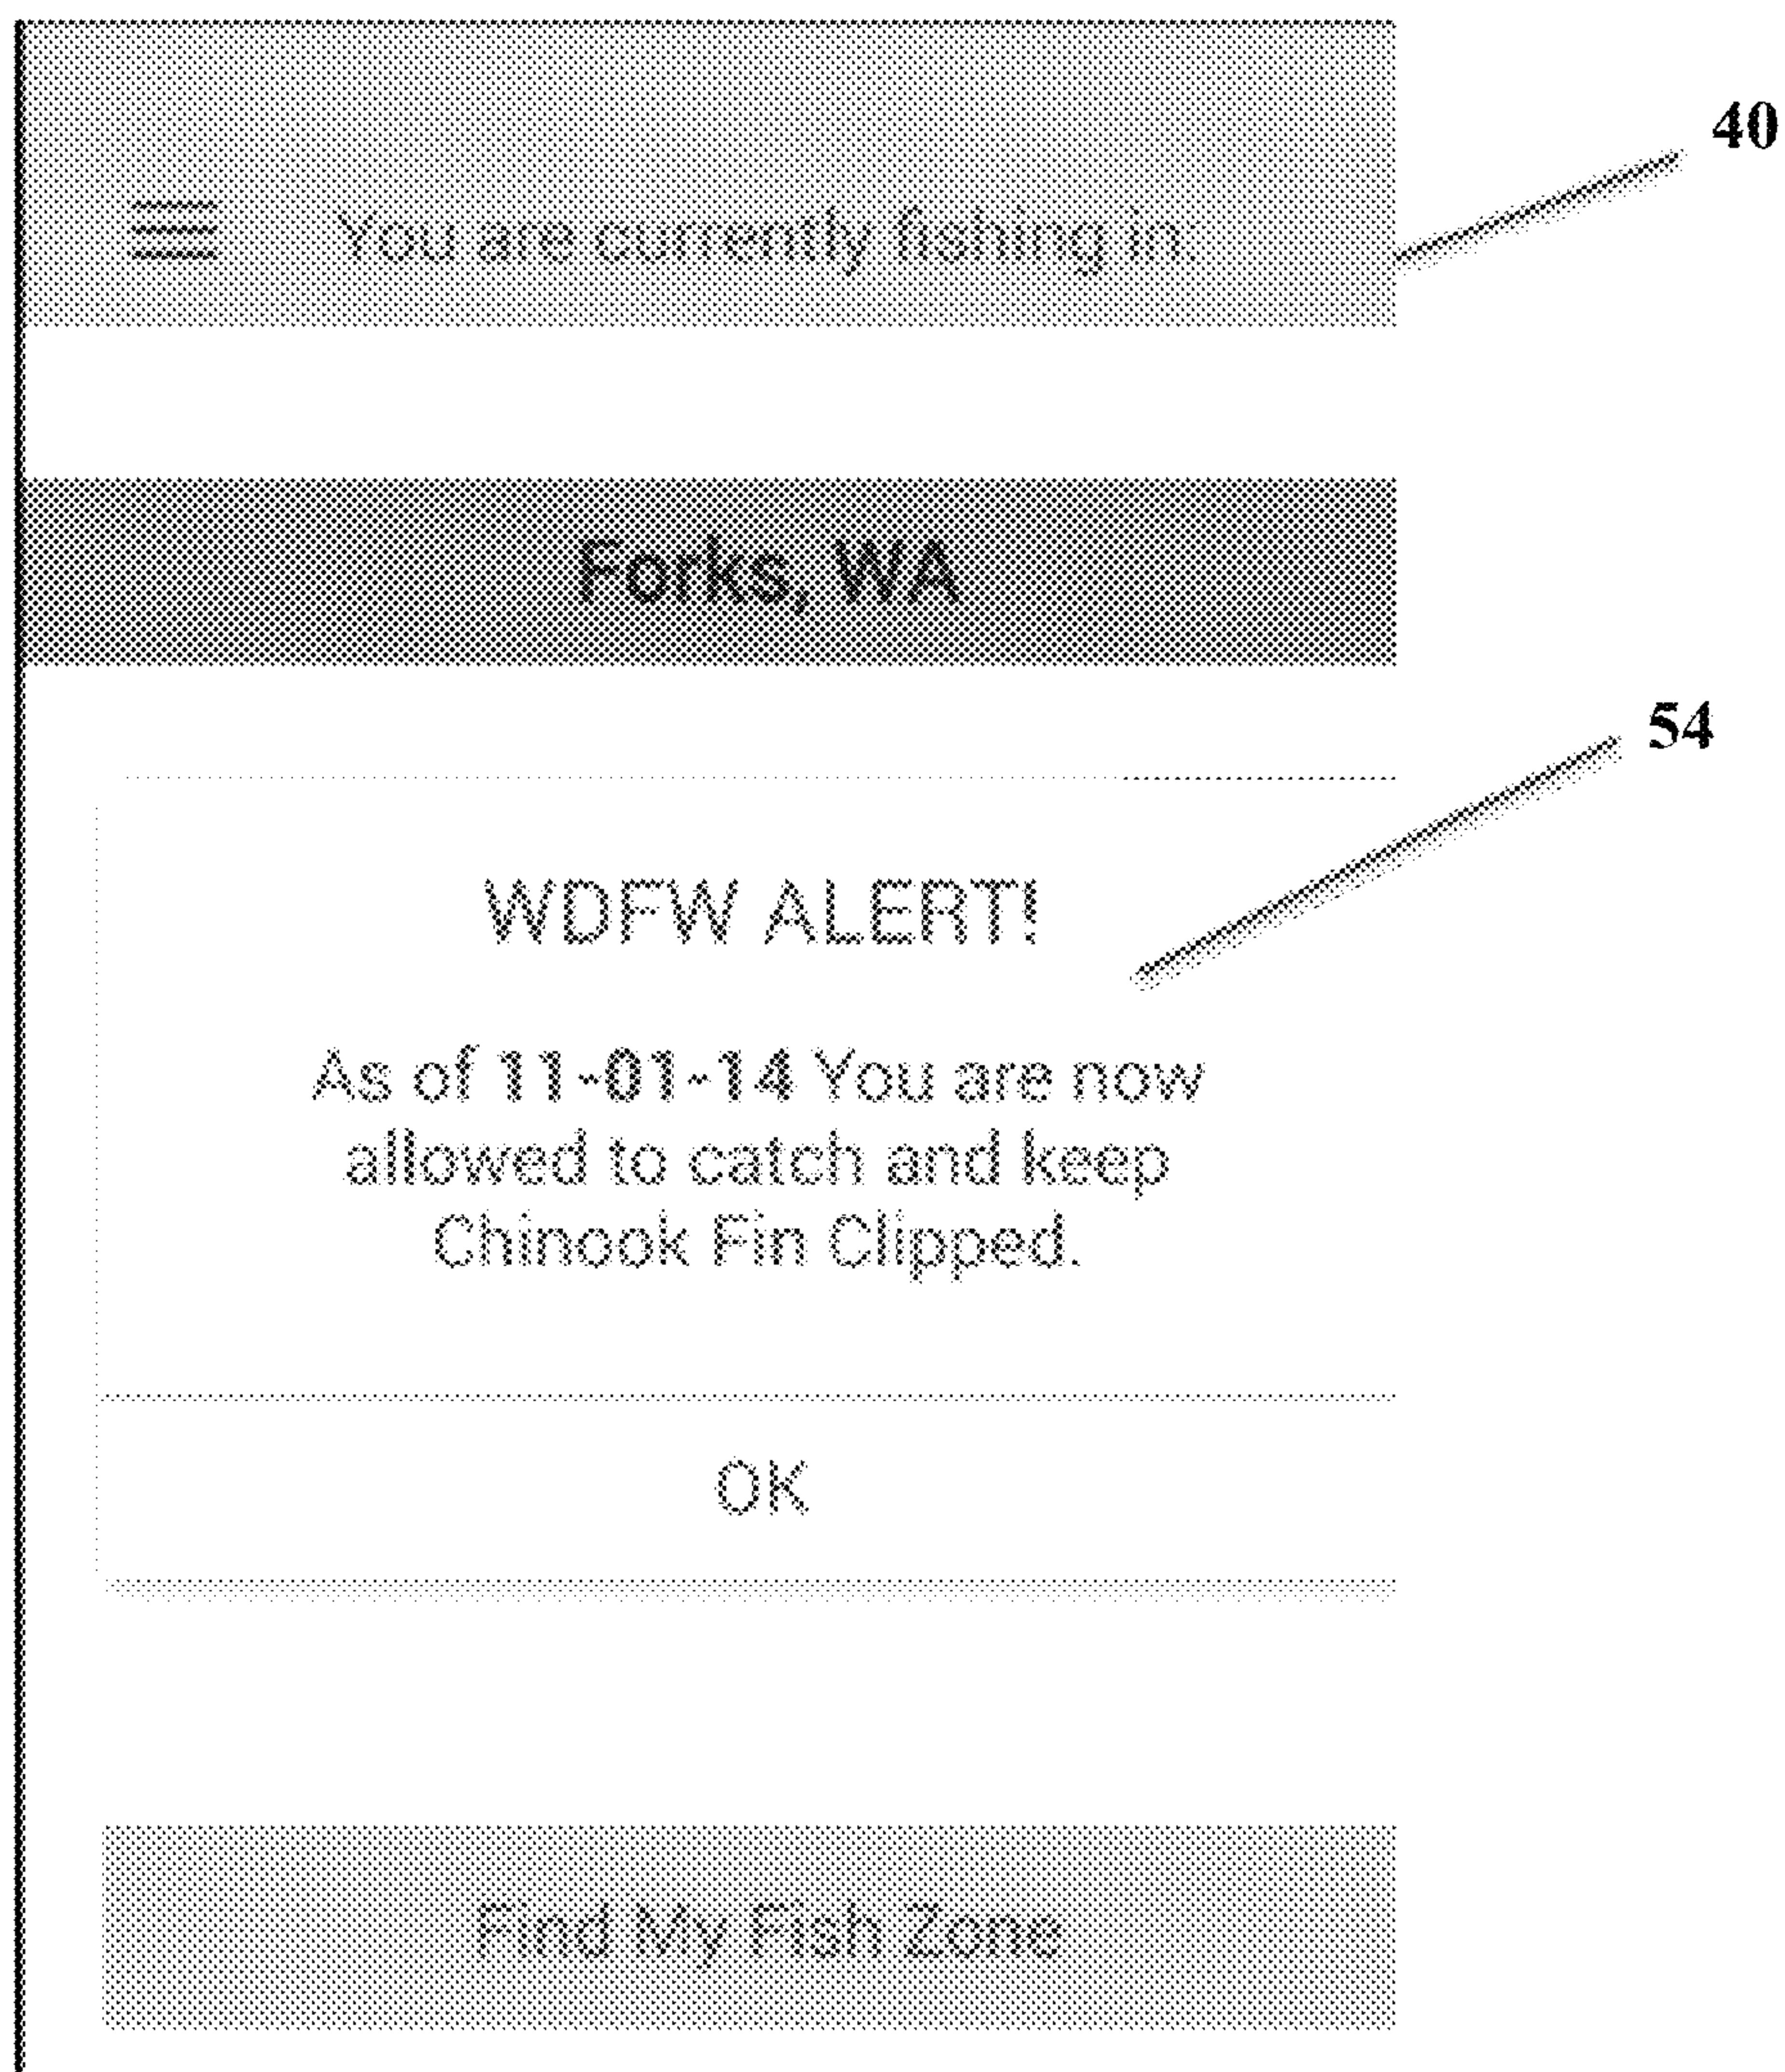 40
You are currently fishing in:
Forks, WA
54
WDFW ALERT!
As of 11-01-14 You are now
allowed to catch and keep
Chinook Fin Clipped.
OK
Find My Fish Zone